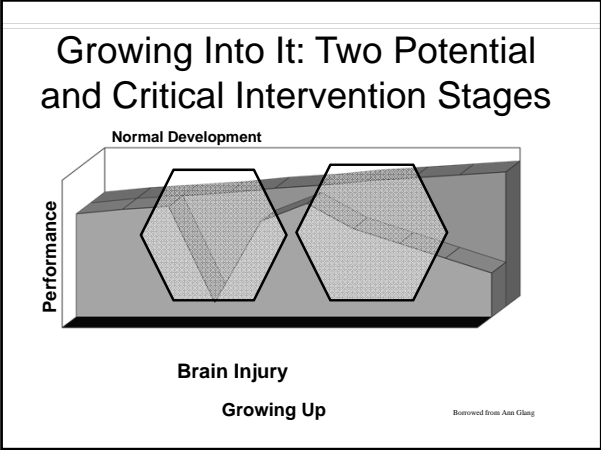 Growing Into It: Two Potential
and Critical Intervention Stages
Normal Development
Performance
Brain Injury
Growing Up
Borrowed from Ann Glang